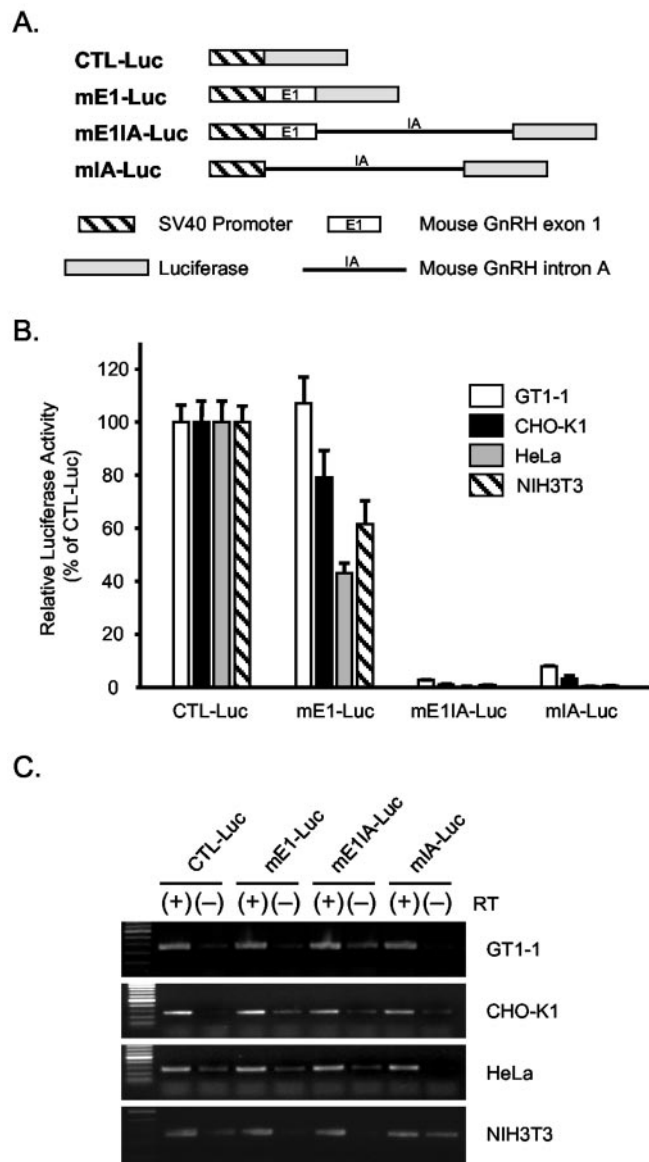 A.
CTL-Luc
mE1-Luc
E1
mE1IA-Luc
E1
IA
mIA-Luc
IA
SV40 Promoter
E1
Mouse GnRH exon 1
Luciferase
IA
Mouse GnRH intron A
B.
Relative Luciferase Activity
(% of CTL-Luc)
120
100
80
60
40
20
0
GT1-1
CHO-K1
HeLa
NIH3T3
CTL-Luc
mE1-Luc
mE1IA-Luc
mIA-Luc
C.
CTL-Luc
mE1-Luc
mE1IA-Luc
mIA-Luc
(+) (–) (+) (–) (+) (–) (+) (–) RT
GT1-1
CHO-K1
HeLa
NIH3T3